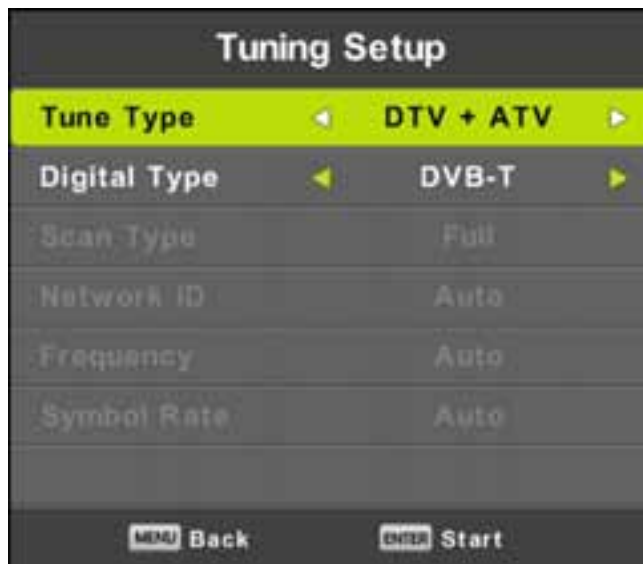 Tuning Setup
Tune Type DTV + ATV
Digital Type DVB-T
Scan Type Full
Network ID Auto
Frequency Auto
Symbol Rate Auto
MENU Back ENTER Start